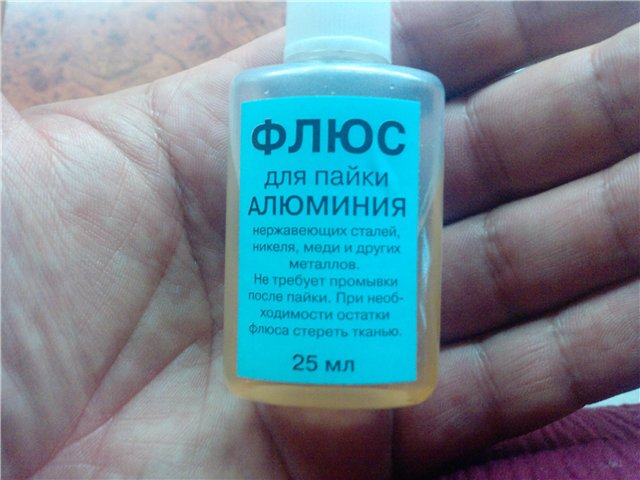 ФЛЮС
для пайки
АЛЮМИНИЯ
нержавеющих сталей,
никеля, меди и других
металлов.
Не требует промывки
после пайки. При необ-
ходимости остатки
флюса стереть тканью.
25 мл